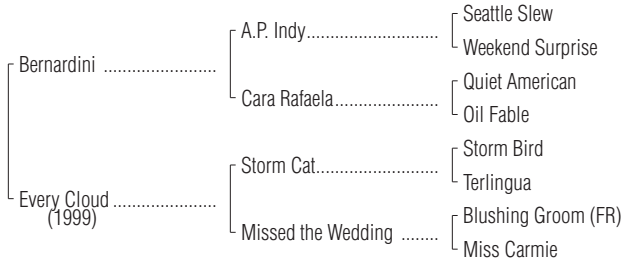 Seattle Slew
A.P. Indy............................
Weekend Surprise
Bernardini ........................
Quiet American
Cara Rafaela......................
Oil Fable
Storm Bird
Storm Cat..........................
Terlingua
Every Cloud ......................
(1999)
Blushing Groom (FR)
Missed the Wedding ........
Miss Carmie